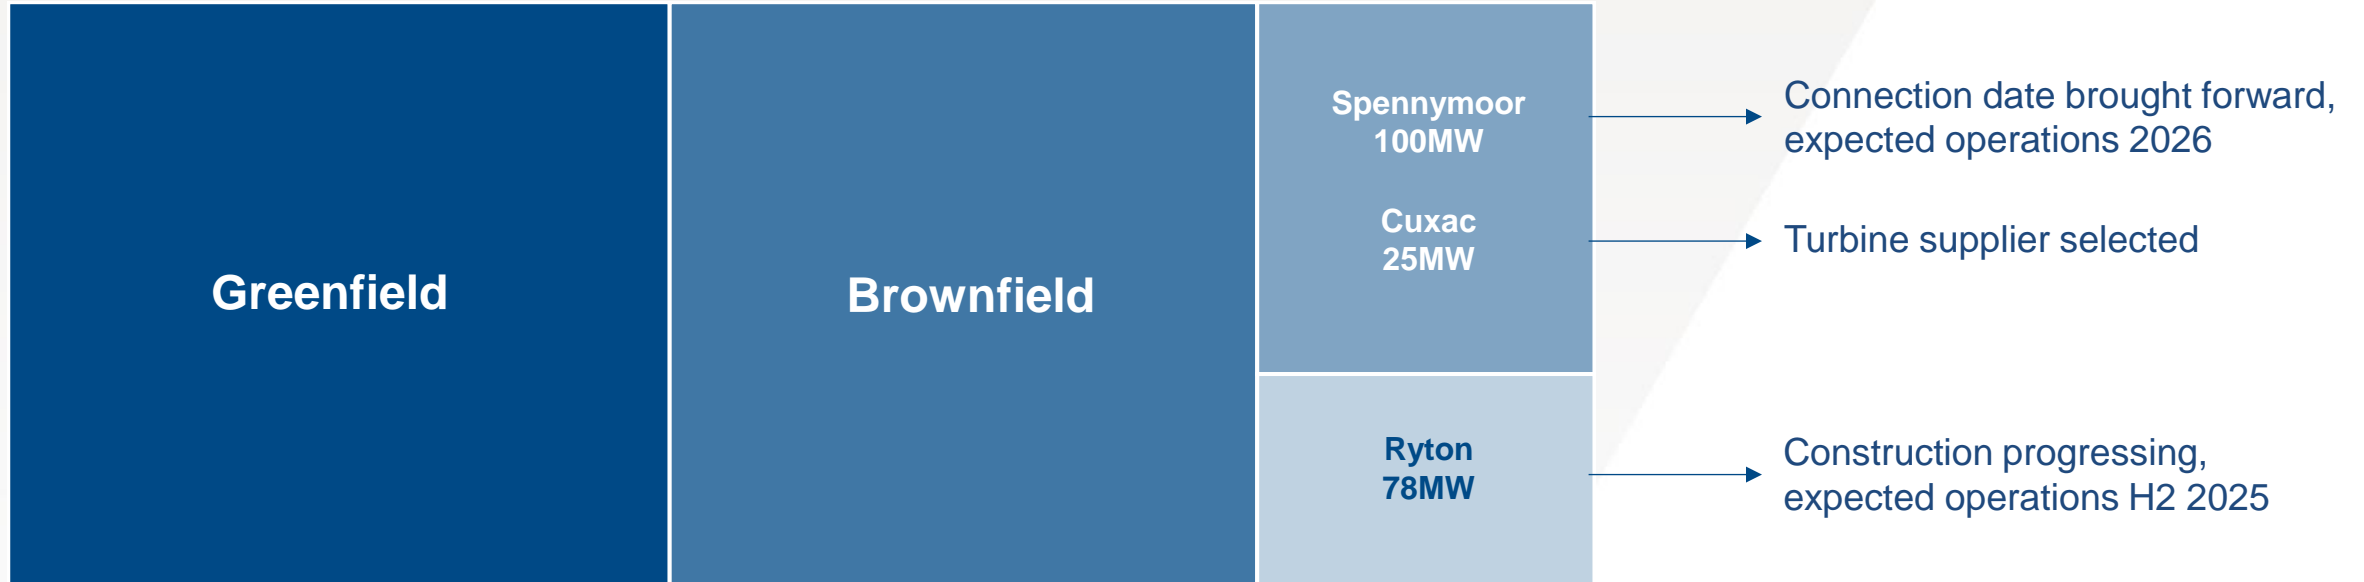 Greenfield
Brownfield
Spennymoor
100MW
Cuxac
25MW
Ryton
78MW
Connection date brought forward,
expected operations 2026
Turbine supplier selected
Construction progressing,
expected operations H2 2025